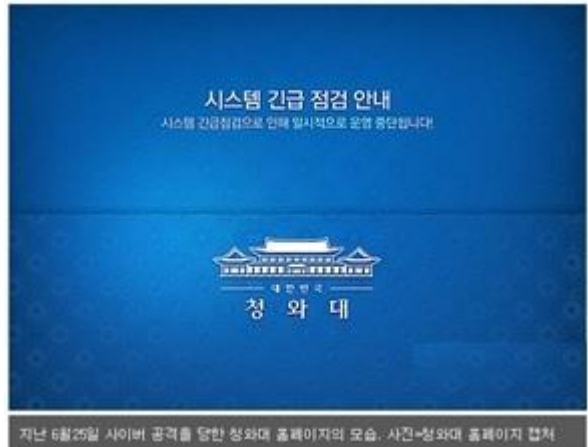 시스템 긴급 점검 안내
시스템 긴급점검으로 인해 일시적으로 운영 중단됩니다!
대한민국
청와대
지난 6월25일 사이버 공격을 당한 청와대 홈페이지의 모습. 사진=청와대 홈페이지 캡처